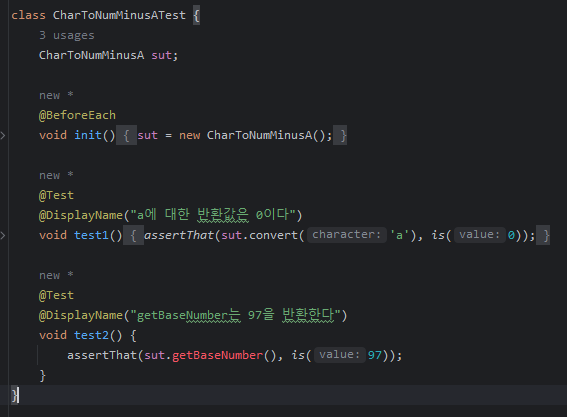 class CharToNumMinusATest {
3 usages
CharToNumMinusA sut;
new *
@BeforeEach
void init() { sut = new CharToNumMinusA(); }
new *
@Test
@DisplayName("a에 대한 반환값은 0이다")
void test1() { assertThat(sut.convert( character: 'a'), is( value: 0)); }
new *
@Test
@DisplayName("getBaseNumber는 97을 반환한다")
void test2() {
assertThat(sut.getBaseNumber(), is( value: 97));
}
}